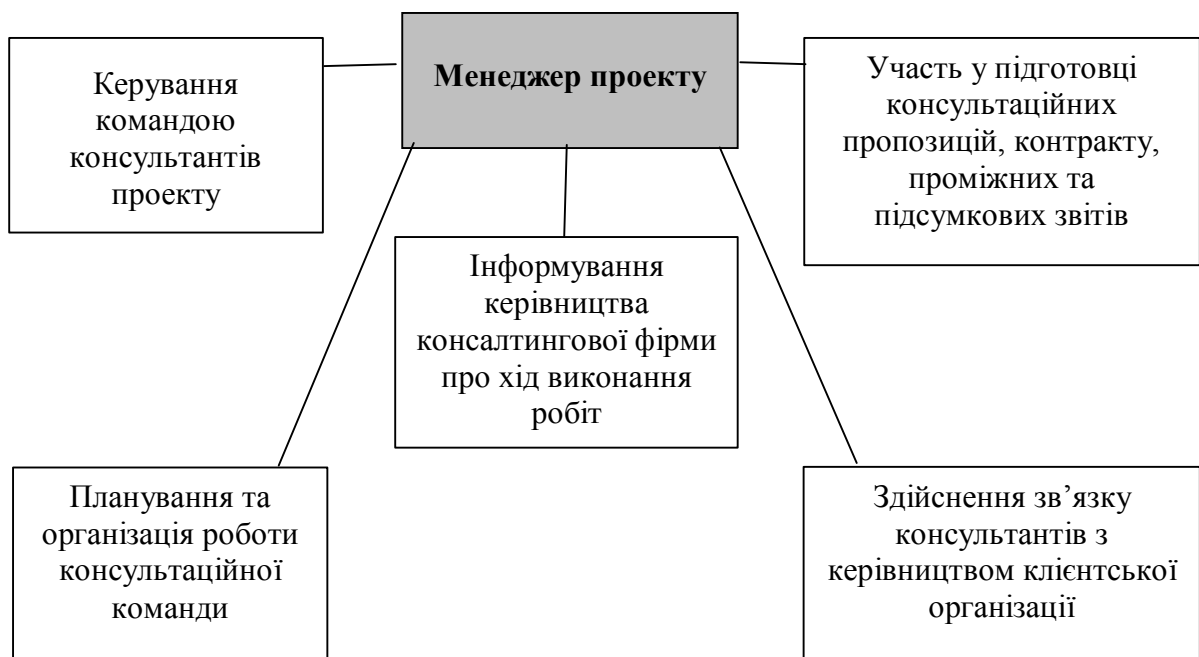 Менеджер проекту
Керування
командою
консультантів
проекту
Участь у підготовці
консультаційних
пропозицій, контракту,
проміжних та
підсумкових звітів
Інформування
керівництва
консалтингової фірми
про хід виконання
робіт
Планування та
організація роботи
консультаційної
команди
Здійснення зв’язку
консультантів з
керівництвом клієнтської
організації